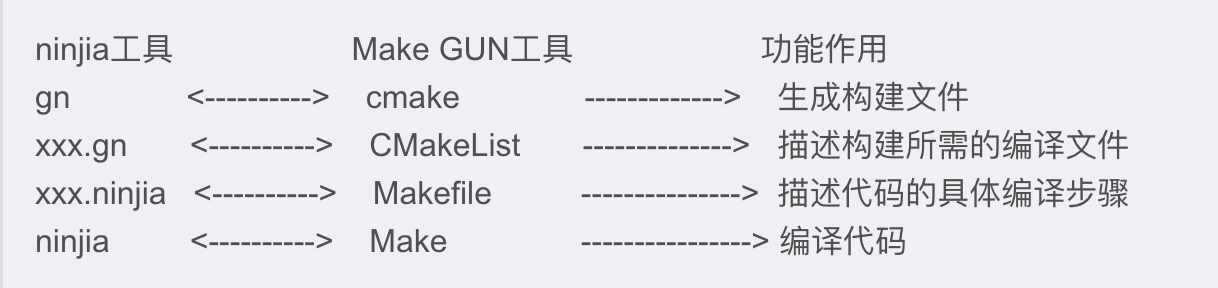 ninjia工具 Make GUN工具 功能作用
gn <----------> cmake -------------> 生成构建文件
xxx.gn <----------> CMakeList --------------> 描述构建所需的编译文件
xxx.ninjia <----------> Makefile ----------------> 描述代码的具体编译步骤
ninjia <----------> Make ----------------> 编译代码